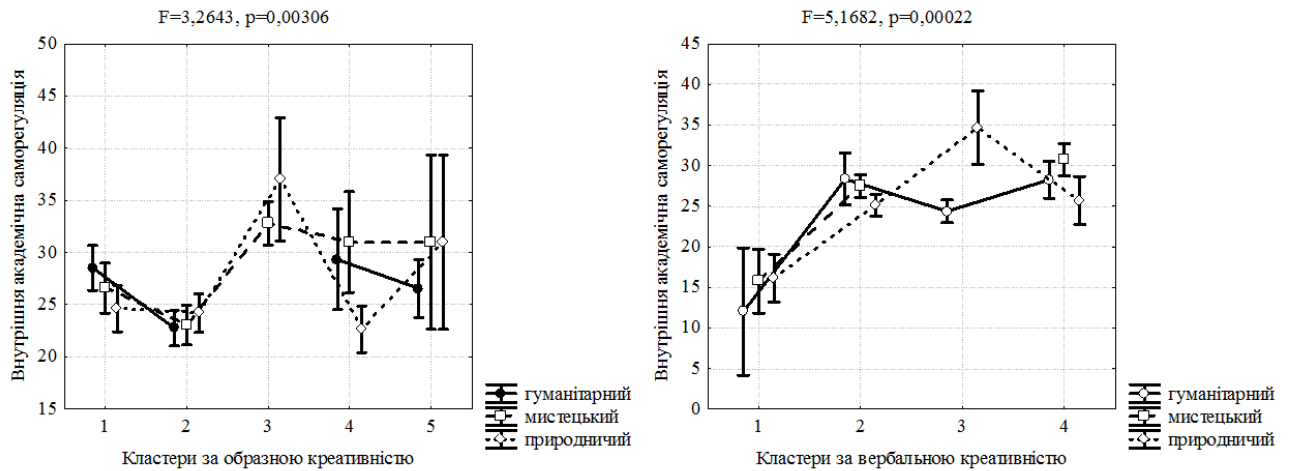 F=3,2643, p=0,00306
Внутрішня академічна саморегуляція
50
45
40
35
30
25
20
15
1 2 3 4 5
Кластери за образною креативністю
гуманітарний
мистецький
природничий
F=5,1682, p=0,00022
Внутрішня академічна саморегуляція
45
40
35
30
25
20
15
10
5
0
1 2 3 4
Кластери за вербальною креативністю
гуманітарний
мистецький
природничий